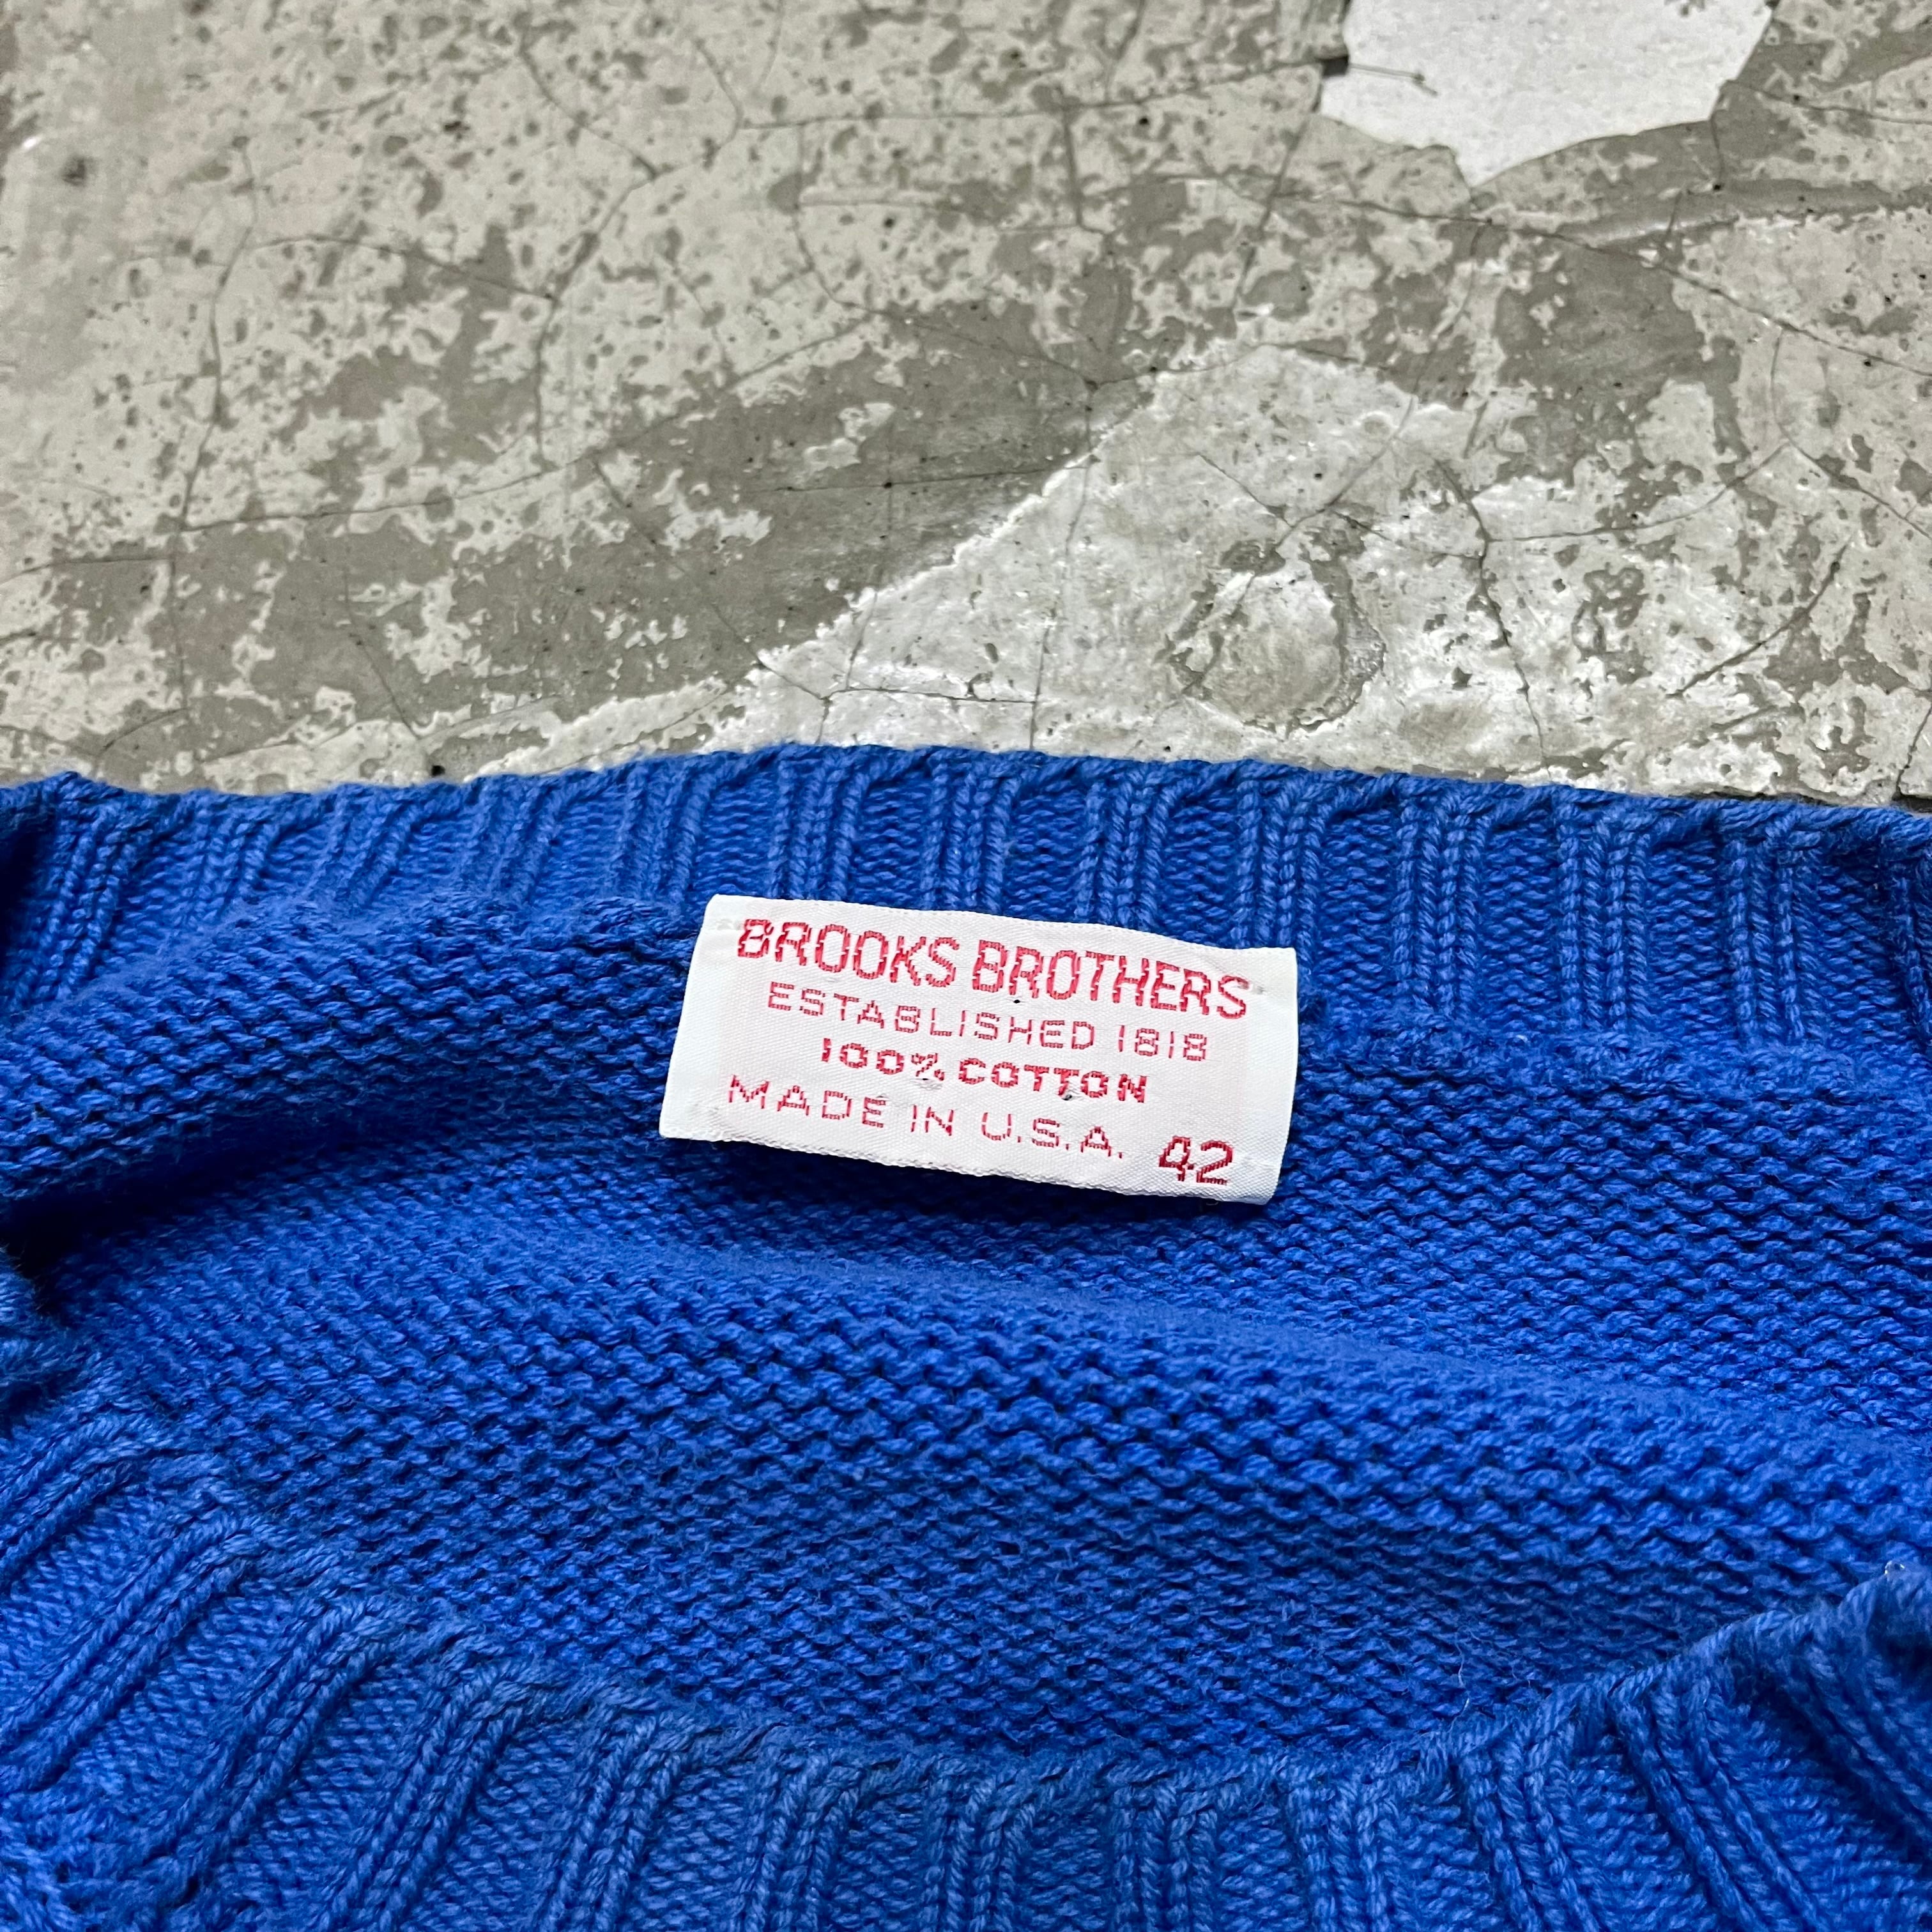 BROOKS BROTHERS
ESTABLISHED 1818
100% COTTON
MADE IN U.S.A. 42